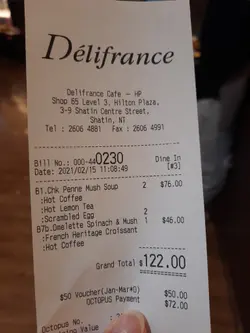 Délifrance
Delifrance Cafe - HP
Shop 65 Level 3, Hilton Plaza,
3-9 Shatin Centre Street,
Shatin, NT
Tel : 2606 4881 Fax : 2606 4991
Bill No.: 000-440230 Dine In
Date: 2021/02/15 11:08:49 [#3]
B1.Chk Penne Mush Soup 2 $76.00
:Hot Coffee
:Hot Lemon Tea
:Scrambled Egg 2
B7b.Omelette Spinach & Mush 1 $46.00
:French Heritage Croissant
:Hot Coffee
Grand Total $122.00
$50 Voucher(Jan-Mar*0) $50.00
OCTOPUS Payment $72.00
Octopus No. :
Value